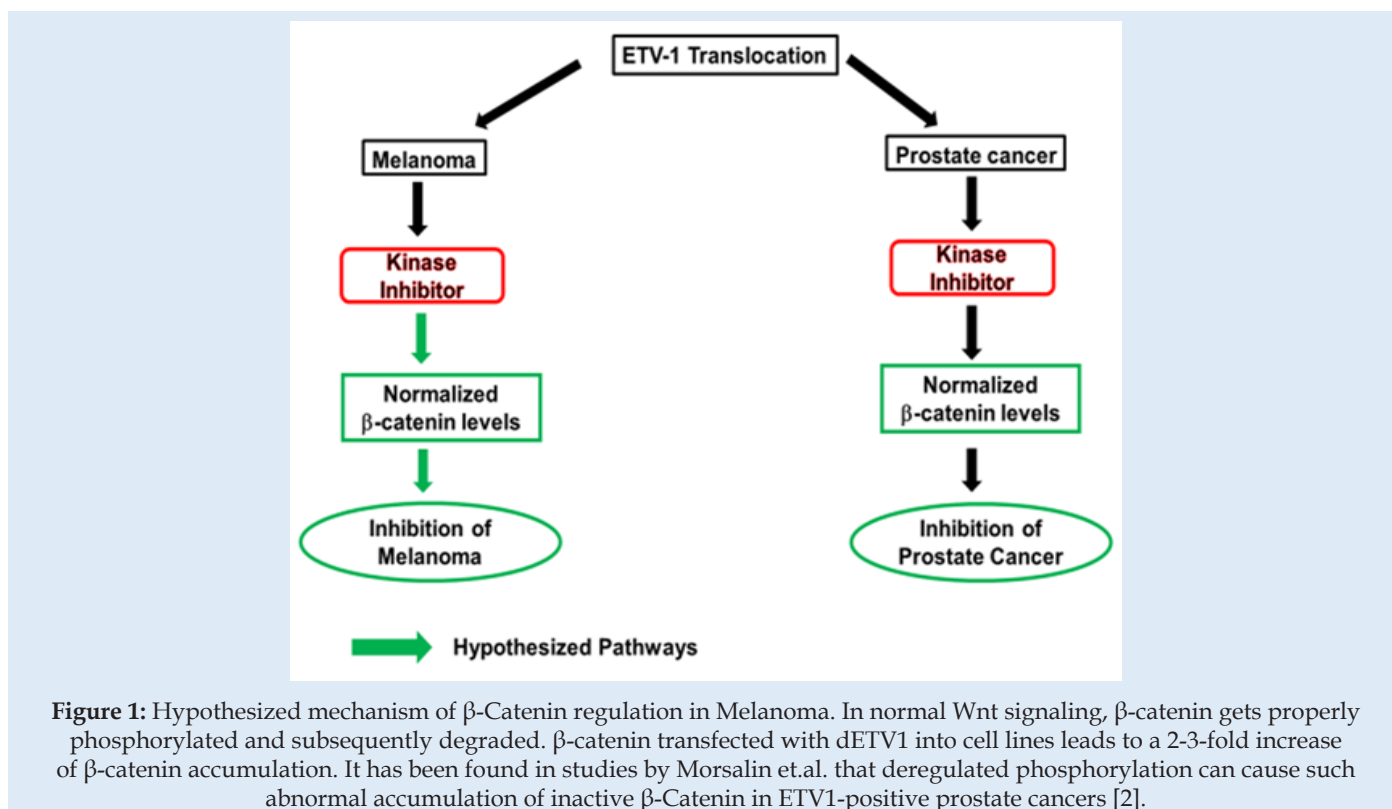 ETV-1 Translocation
Melanoma
Prostate cancer
Kinase
Inhibitor
Kinase
Inhibitor
Normalized
β-catenin levels
Normalized
β-catenin levels
Inhibition of
Melanoma
Inhibition of
Prostate Cancer
Hypothesized Pathways
Figure 1: Hypothesized mechanism of β-Catenin regulation in Melanoma. In normal Wnt signaling, β-catenin gets properly
phosphorylated and subsequently degraded. β-catenin transfected with dETV1 into cell lines leads to a 2-3-fold increase
of β-catenin accumulation. It has been found in studies by Morsalin et.al. that deregulated phosphorylation can cause such
abnormal accumulation of inactive β-Catenin in ETV1-positive prostate cancers [2].